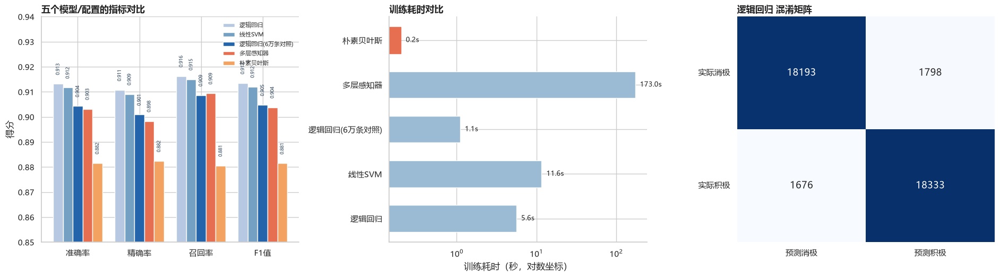 五个模型/配置的指标对比
0.94
0.93
0.92
0.91
0.90
0.89
0.88
0.87
0.86
0.85
得分
逻辑回归
线性SVM
逻辑回归(6万条对照)
多层感知器
朴素贝叶斯
0.913
0.912
0.904
0.903
0.882
0.911
0.909
0.901
0.898
0.882
0.916
0.915
0.909
0.909
0.881
0.912
0.905
0.904
0.881
准确率
精确率
召回率
F1值
训练耗时对比
朴素贝叶斯
0.2s
多层感知器
173.0s
逻辑回归(6万条对照)
1.1s
线性SVM
11.6s
逻辑回归
5.6s
10⁰
10¹
10²
训练耗时（秒，对数坐标）
逻辑回归 混淆矩阵
实际消极
18193
1798
实际积极
1676
18333
预测消极
预测积极